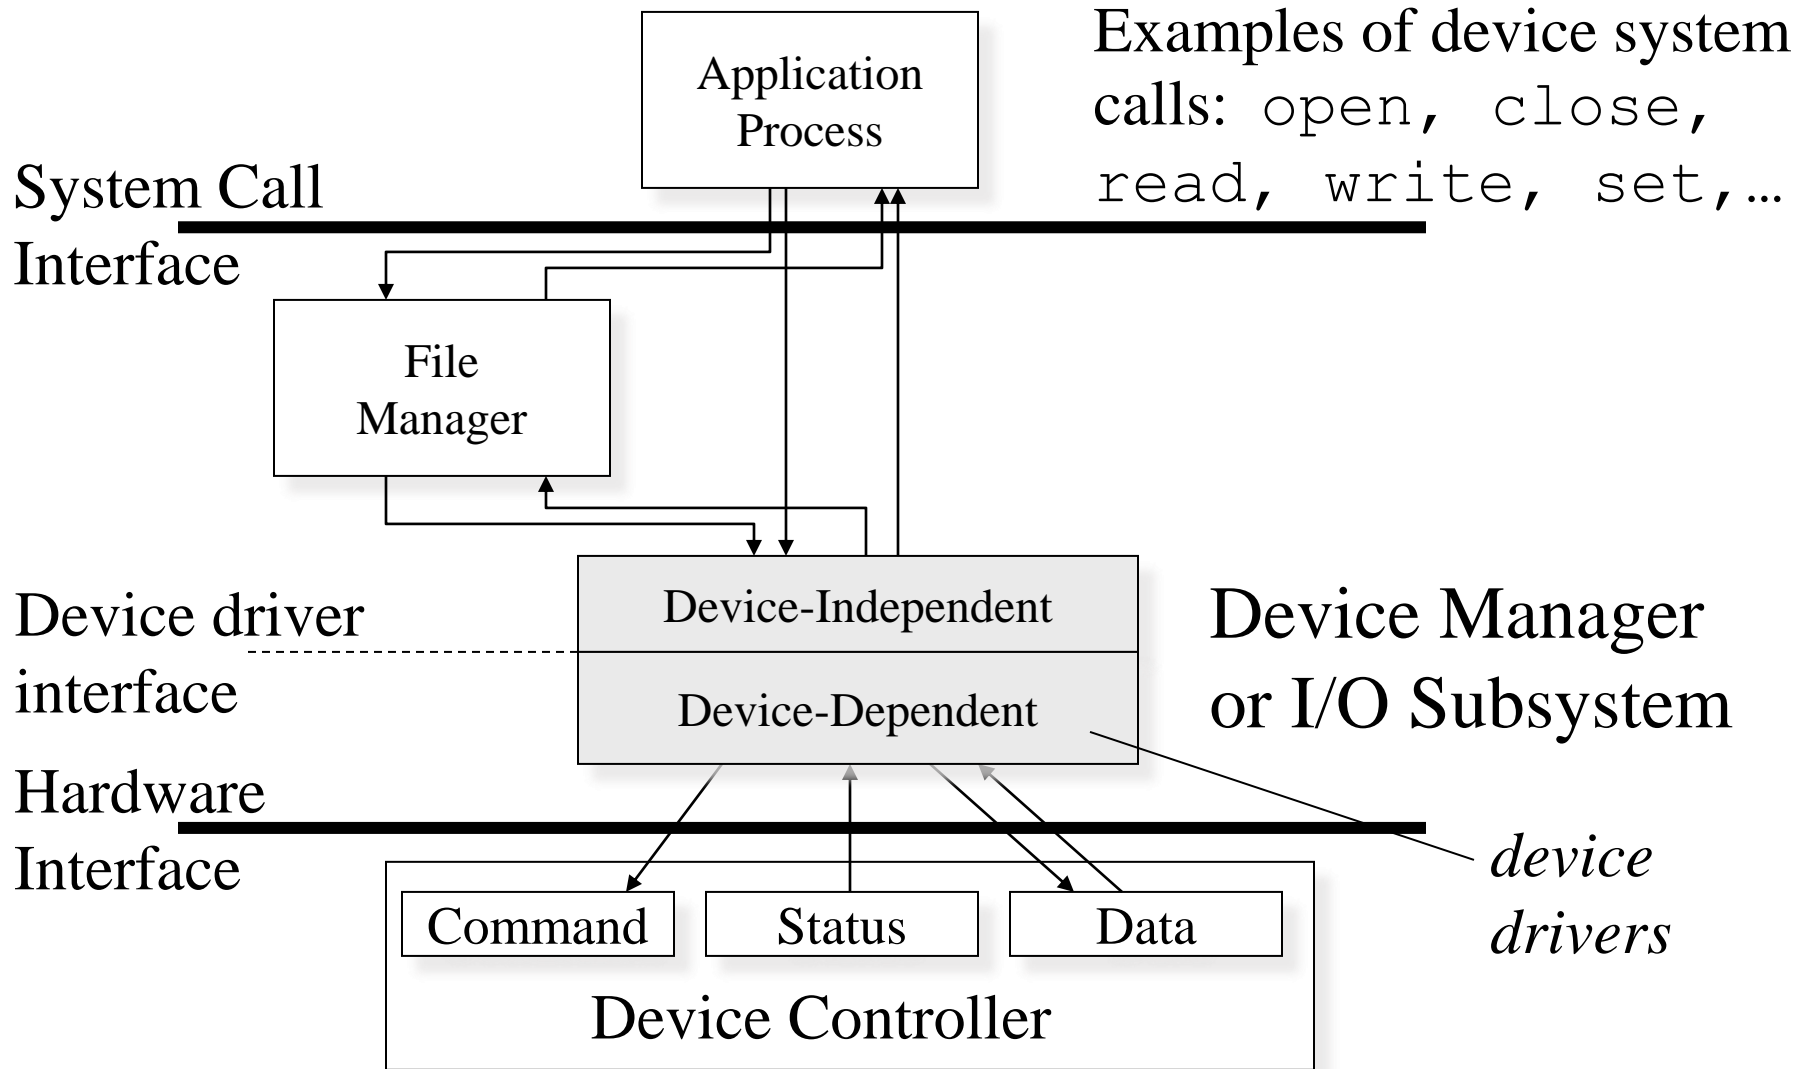 Application
Process
Examples of device system
calls: open, close,
read, write, set,…
System Call
Interface
File
Manager
Device driver
interface
Device-Independent
Device-Dependent
Device Manager
or I/O Subsystem
Hardware
Interface
device
drivers
Command
Status
Data
Device Controller